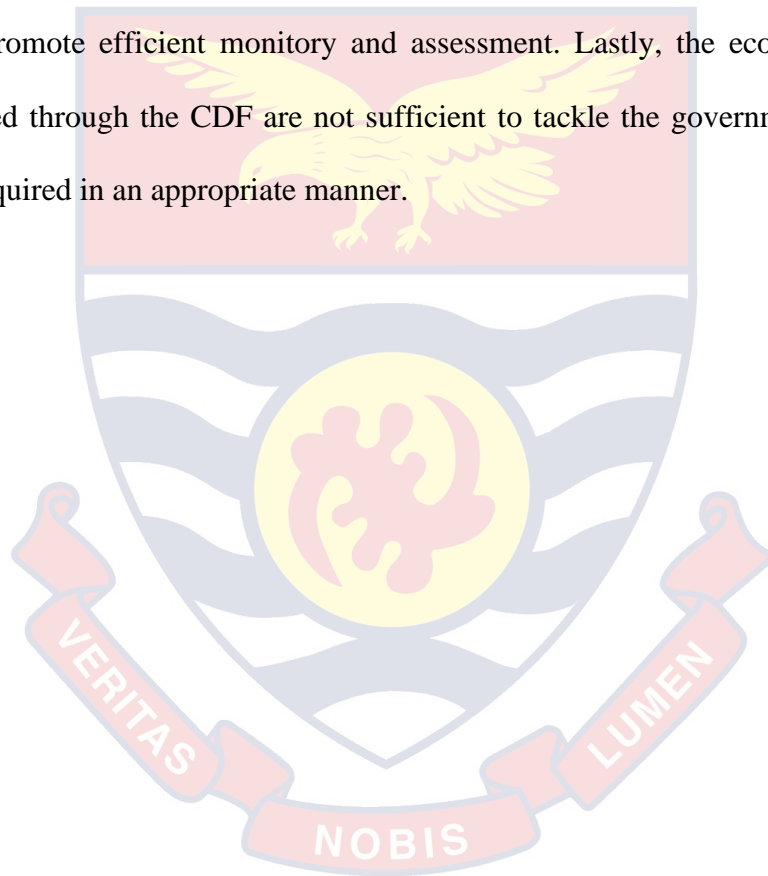 romote efficient monitory and assessment. Lastly, the eco
ed through the CDF are not sufficient to tackle the governm
quired in an appropriate manner.
VERITAS
NOBIS
LUMEN